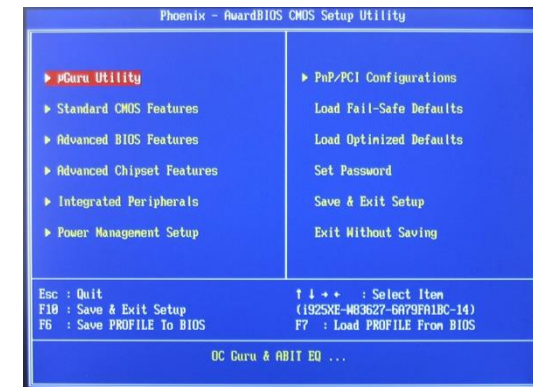 Phoenix - AwardBIOS CMOS Setup Utility
▶ µGuru Utility
▶ Standard CMOS Features
▶ Advanced BIOS Features
▶ Advanced Chipset Features
▶ Integrated Peripherals
▶ Power Management Setup
▶ PnP/PCI Configurations
Load Fail-Safe Defaults
Load Optimized Defaults
Set Password
Save & Exit Setup
Exit Without Saving
Esc : Quit
F10 : Save & Exit Setup
F6 : Save PROFILE To BIOS
↑ ↓ → ← : Select Item
(i925XE-W83627-6A79FA1BC-14)
F7 : Load PROFILE From BIOS
OC Guru & ABIT EQ ...